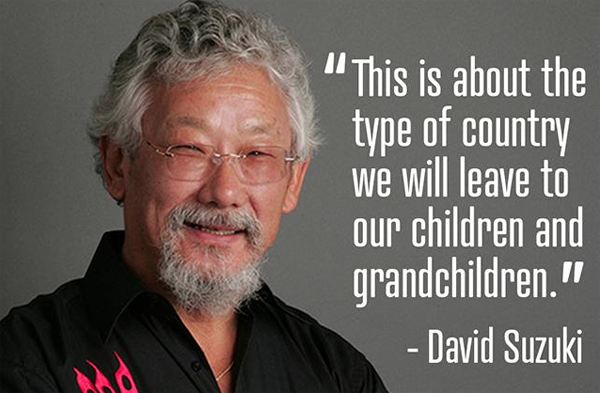 “This is about the
type of country
we will leave to
our children and
grandchildren.”
- David Suzuki